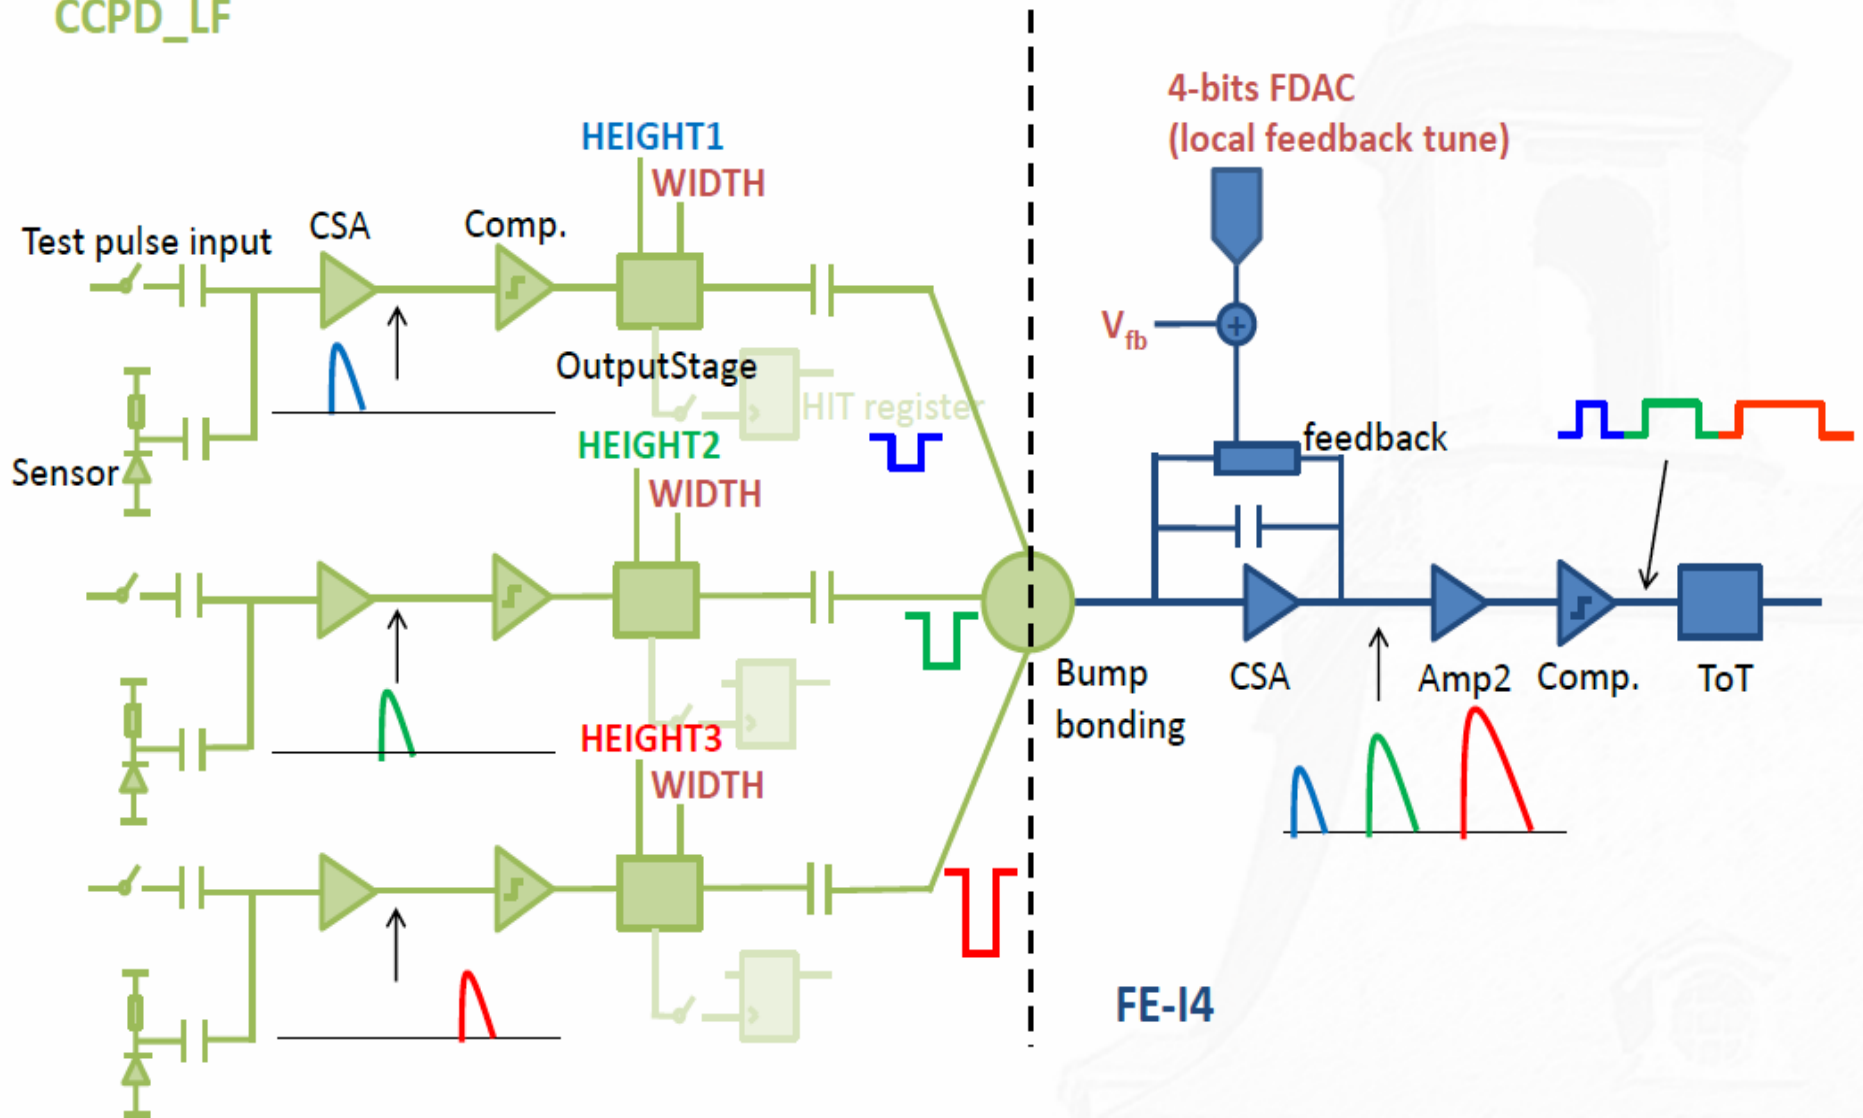 CCPD_LF
4-bits FDAC
(local feedback tune)
HEIGHT1
WIDTH
Test pulse input
CSA
Comp.
V_fb
+
OutputStage
HIT register
HEIGHT2
feedback
Sensor
WIDTH
Bump
bonding
CSA
Amp2
Comp.
ToT
HEIGHT3
WIDTH
FE-I4